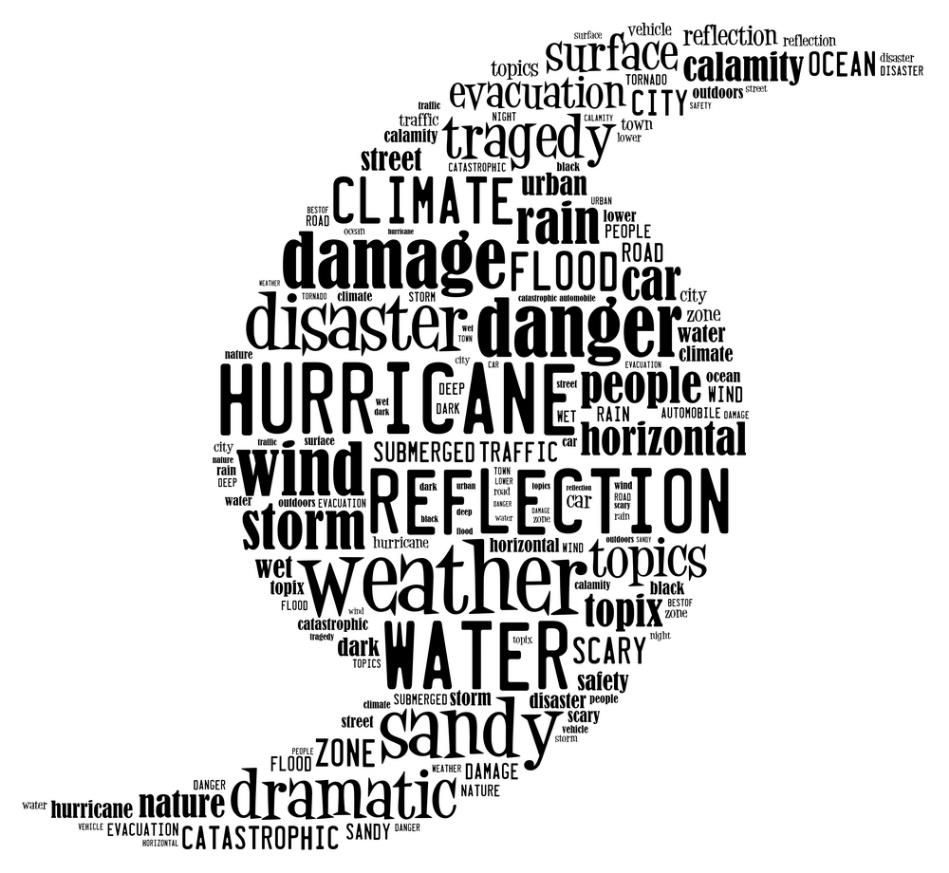 surface vehicle reflection reflection
topics surface calamity OCEAN disaster DISASTER
evacuation TORNADO CITY outdoors street SAFETY
traffic traffic NIGHT CALAMITY town lower
calamity tragedy
street CATASTROPHIC black
CLIMATE urban URBAN
BESTOF ROAD rain lower PEOPLE
ocean hurricane
damage FLOOD ROAD car city
WEATHER TORNADO climate STORM catastrophic automobile
disaster wet TOWN danger zone water climate
nature city CAR EVACUATION
HURRICANE DEEP DARK wet dark street people ocean WIND
WET RAIN AUTOMOBILE DAMAGE
city traffic surface car horizontal
nature rain DEEP wind SUBMERGED TRAFFIC
water outdoors EVACUATION
REFLECTION dark black urban deep flood TOWN LOWER road DANGER water topics DAMAGE zone reflection car wind ROAD scary rain
storm hurricane horizontal WIND outdoors SANDY
wet weather topics
topix calamity black
FLOOD wind topix BESTOF zone
catastrophic tragedy
dark TOPICS WATER topix SCARY night
safety
climate SUBMERGED storm disaster people
street sandy scary vehicle storm
PEOPLE FLOOD ZONE
DANGER WEATHER DAMAGE
water hurricane nature dramatic NATURE
VEHICLE EVACUATION CATASTROPHIC SANDY DANGER
HORIZONTAL